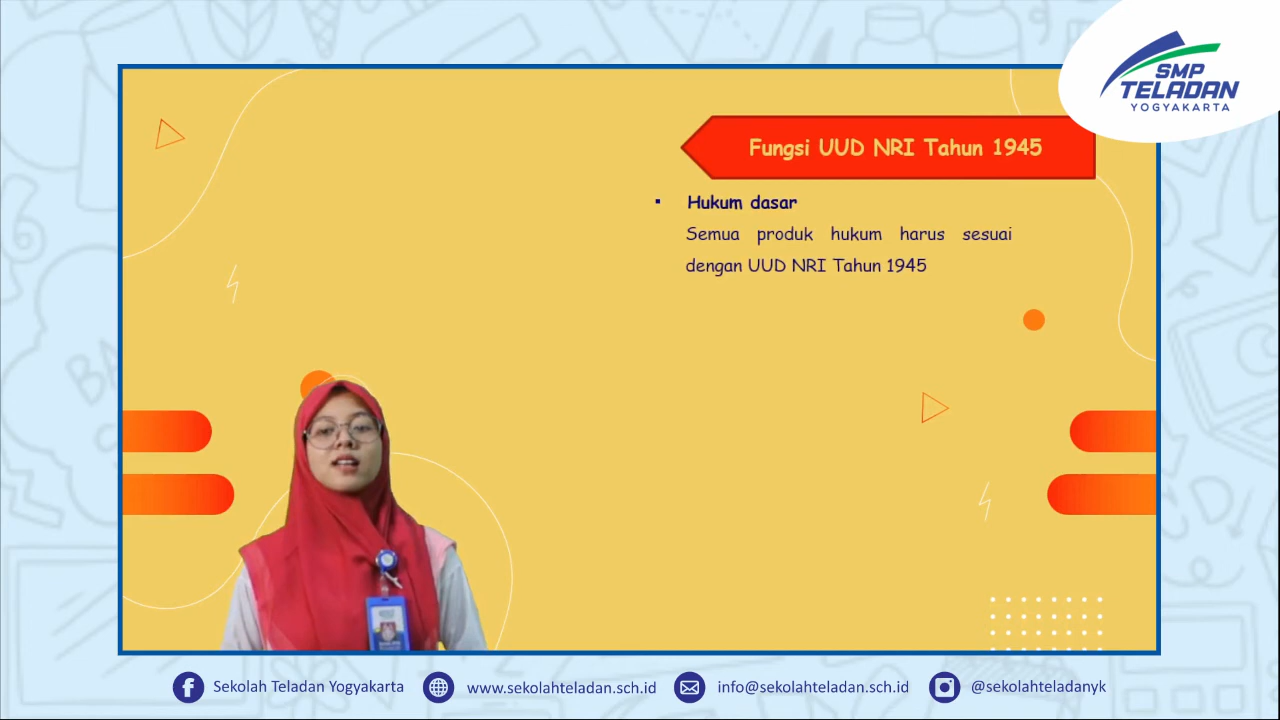 SMP
TELADAN
YOGYAKARTA
Fungsi UUD NRI Tahun 1945
▪ Hukum dasar
Semua produk hukum harus sesuai
dengan UUD NRI Tahun 1945
Sekolah Teladan Yogyakarta
www.sekolahteladan.sch.id
info@sekolahteladan.sch.id
@sekolahteladanyk